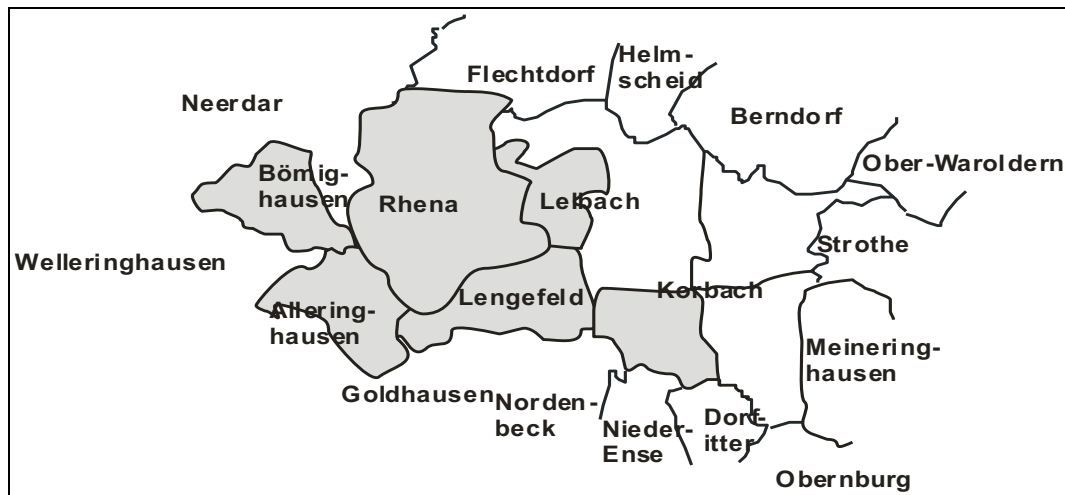 Helm-
scheid
Flechtdorf
Neerdar
Berndorf
Ober-Waroldern
Bömig-
hausen
Rhena
Lelbach
Strothe
Welleringhausen
Lengefeld
Korbach
Allering-
hausen
Meinering-
hausen
Goldhausen
Norden-
beck
Nieder-
Ense
Dorf-
itter
Obernburg